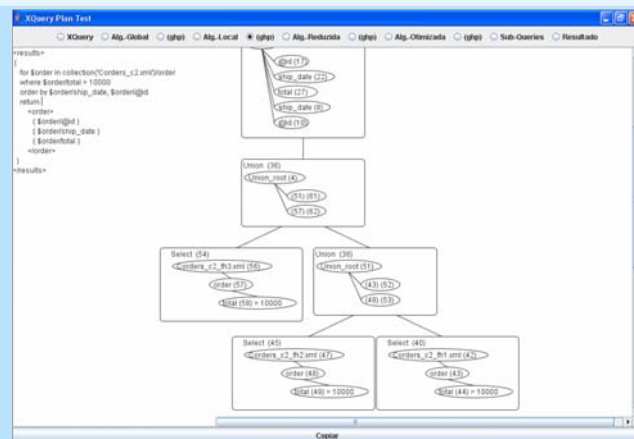 XQuery Plan Test
XQuery Alg.-Global (ghp) Alg.-Local (ghp) Alg.-Reduzida (ghp) Alg.-Otimizada (ghp) Sub-Queries Resultado
<results>
{
for $order in collection('Corders_c2.xml')/order
where $order/total > 10000
order by $order/ship_date, $order/@id
return
<order>
{ $order/@id }
{ $order/ship_date }
{ $order/total }
</order>
}
</results>
@id (17)
ship_date (22)
total (27)
ship_date (8)
@id (10)
Union (36)
Union_root (4)
(51) (61)
(57) (62)
Select (54)
Corders_c2_fh3.xml (56)
order (57)
total (58) > 10000
Union (38)
Union_root (51)
(43) (52)
(48) (53)
Select (45)
Corders_c2_fh2.xml (47)
order (48)
total (49) > 10000
Select (40)
Corders_c2_fh1.xml (42)
order (43)
total (44) > 10000
Copiar